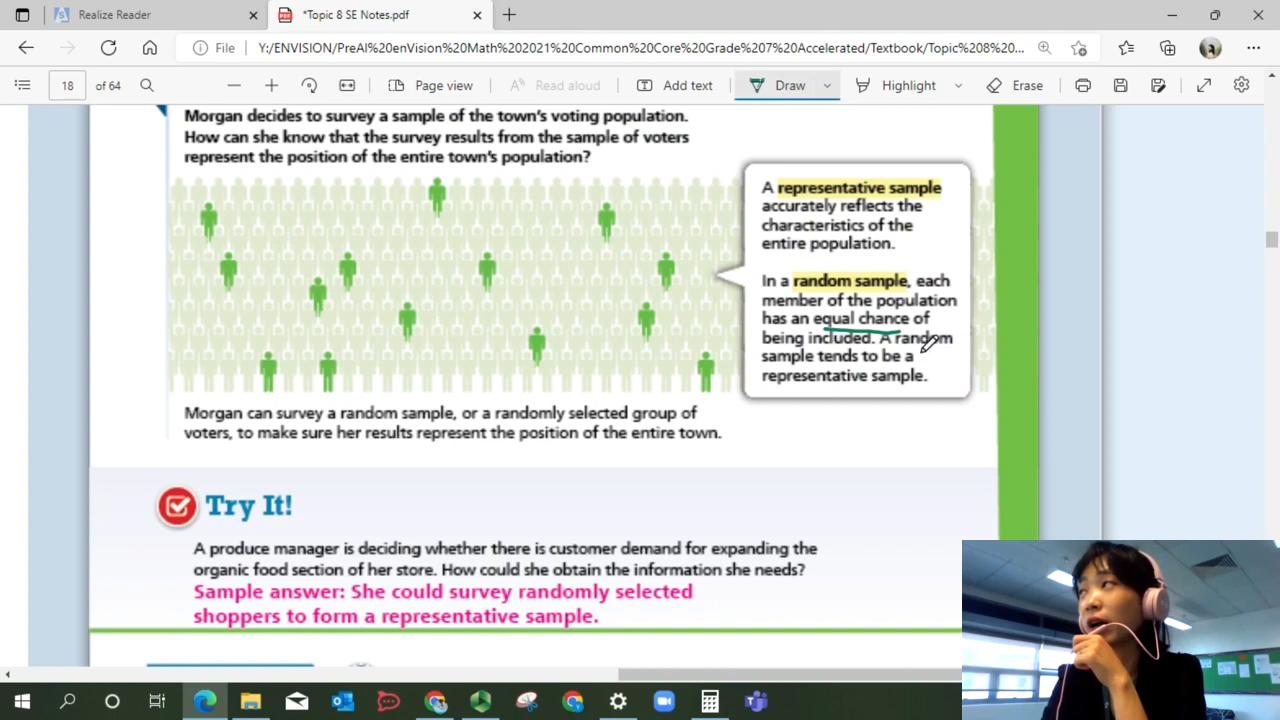 Realize Reader
*Topic 8 SE Notes.pdf
File
Y:/ENVISION/PreAI%20enVision%20Math%202021%20Common%20Core%20Grade%207%20Accelerated/Textbook/Topic%208%20...
18
of 64
Page view
Read aloud
Add text
Draw
Highlight
Erase
Morgan decides to survey a sample of the town's voting population.
How can she know that the survey results from the sample of voters
represent the position of the entire town's population?
A representative sample
accurately reflects the
characteristics of the
entire population.
In a random sample, each
member of the population
has an equal chance of
being included. A random
sample tends to be a
representative sample.
Morgan can survey a random sample, or a randomly selected group of
voters, to make sure her results represent the position of the entire town.
Try It!
A produce manager is deciding whether there is customer demand for expanding the
organic food section of her store. How could she obtain the information she needs?
Sample answer: She could survey randomly selected
shoppers to form a representative sample.